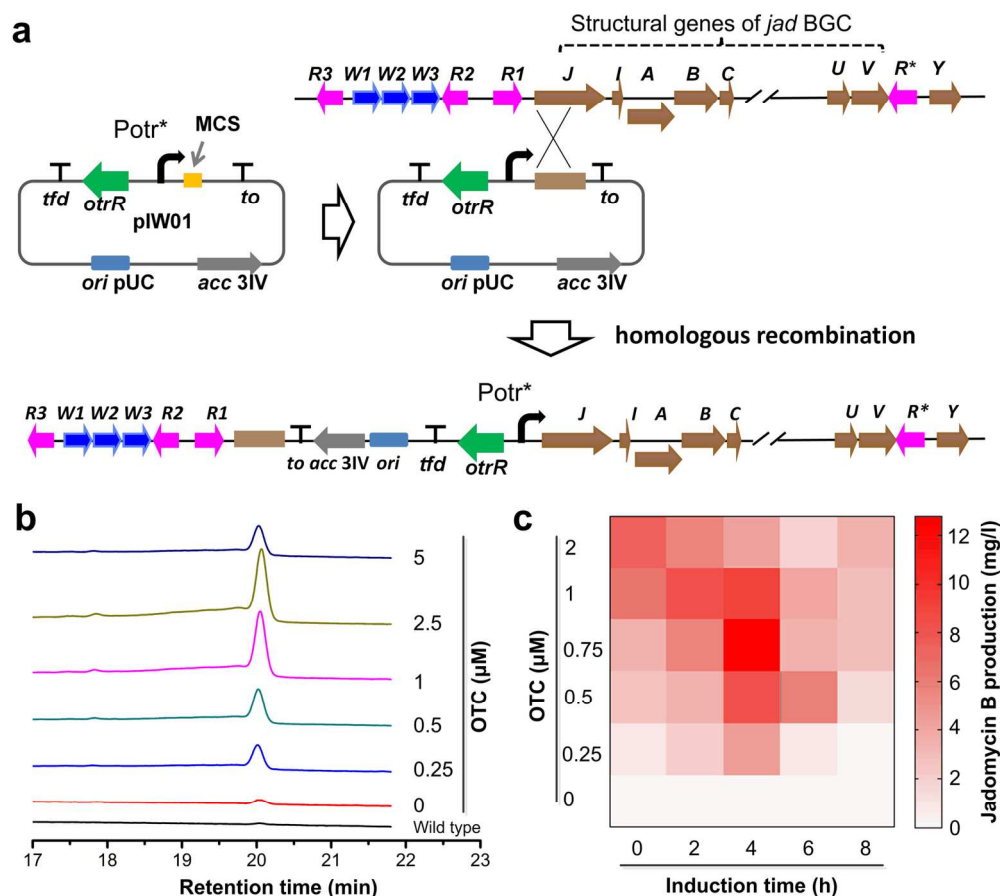 a
Structural genes of jad BGC
R3 W1 W2 W3 R2 R1 J I A B C U V R* Y
Potr* MCS
tfd otrR to
pIW01
ori pUC acc 3IV
tfd otrR to
ori pUC acc 3IV
homologous recombination
Potr*
R3 W1 W2 W3 R2 R1 J I A B C U V R* Y
to acc 3IV ori tfd otrR
b
5
2.5
1
0.5
0.25
0
Wild type
OTC (µM)
17 18 19 20 21 22 23
Retention time (min)
c
OTC (µM)
2
1
0.75
0.5
0.25
0
0 2 4 6 8
Induction time (h)
12
10
8
6
4
2
0
Jadomycin B production (mg/l)